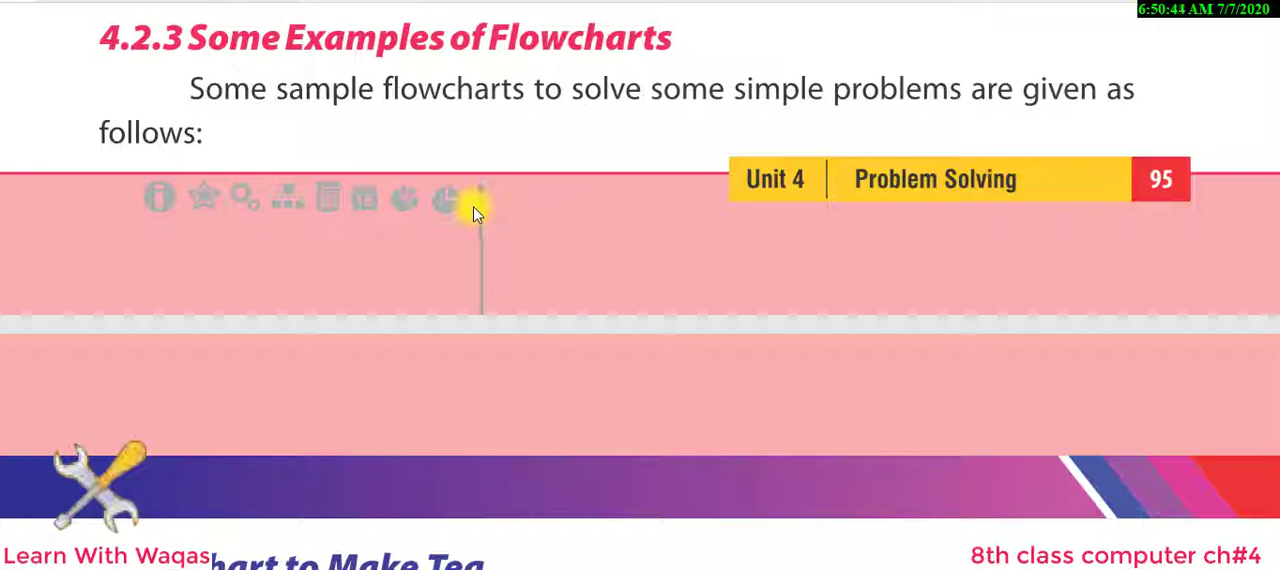 6:50:44 AM 7/7/2020
4.2.3 Some Examples of Flowcharts
Some sample flowcharts to solve some simple problems are given as
follows:
Unit 4 Problem Solving 95
hart to Make Tea
Learn With Waqas
8th class computer ch#4